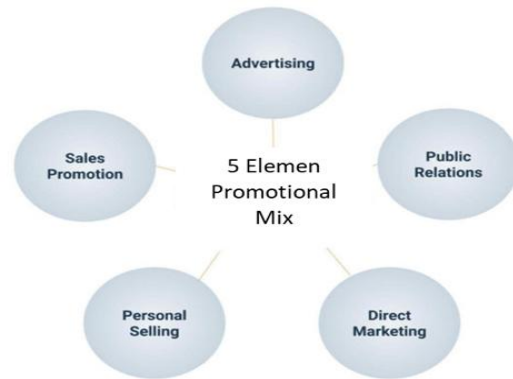 Advertising
Sales
Promotion
5 Elemen
Promotional
Mix
Public
Relations
Personal
Selling
Direct
Marketing